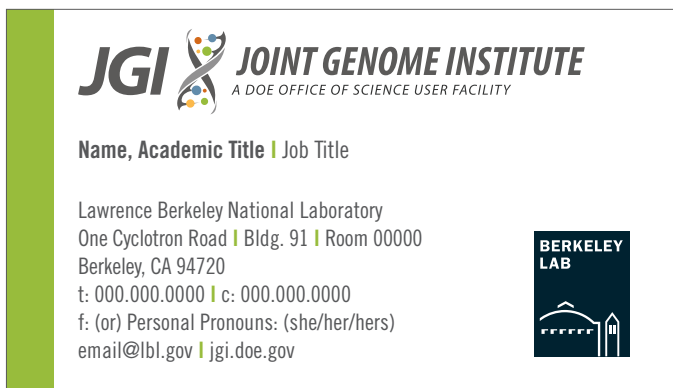 JGI JOINT GENOME INSTITUTE
A DOE OFFICE OF SCIENCE USER FACILITY
Name, Academic Title | Job Title
Lawrence Berkeley National Laboratory
One Cyclotron Road | Bldg. 91 | Room 00000
Berkeley, CA 94720
t: 000.000.0000 | c: 000.000.0000
f: (or) Personal Pronouns: (she/her/hers)
email@lbl.gov | jgi.doe.gov
BERKELEY
LAB